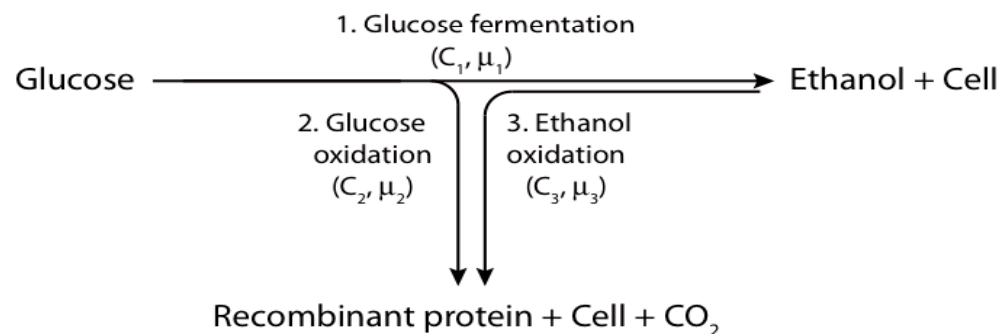 1. Glucose fermentation
(C₁, μ₁)
Glucose
Ethanol + Cell
2. Glucose
oxidation
(C₂, μ₂)
3. Ethanol
oxidation
(C₃, μ₃)
Recombinant protein + Cell + CO₂